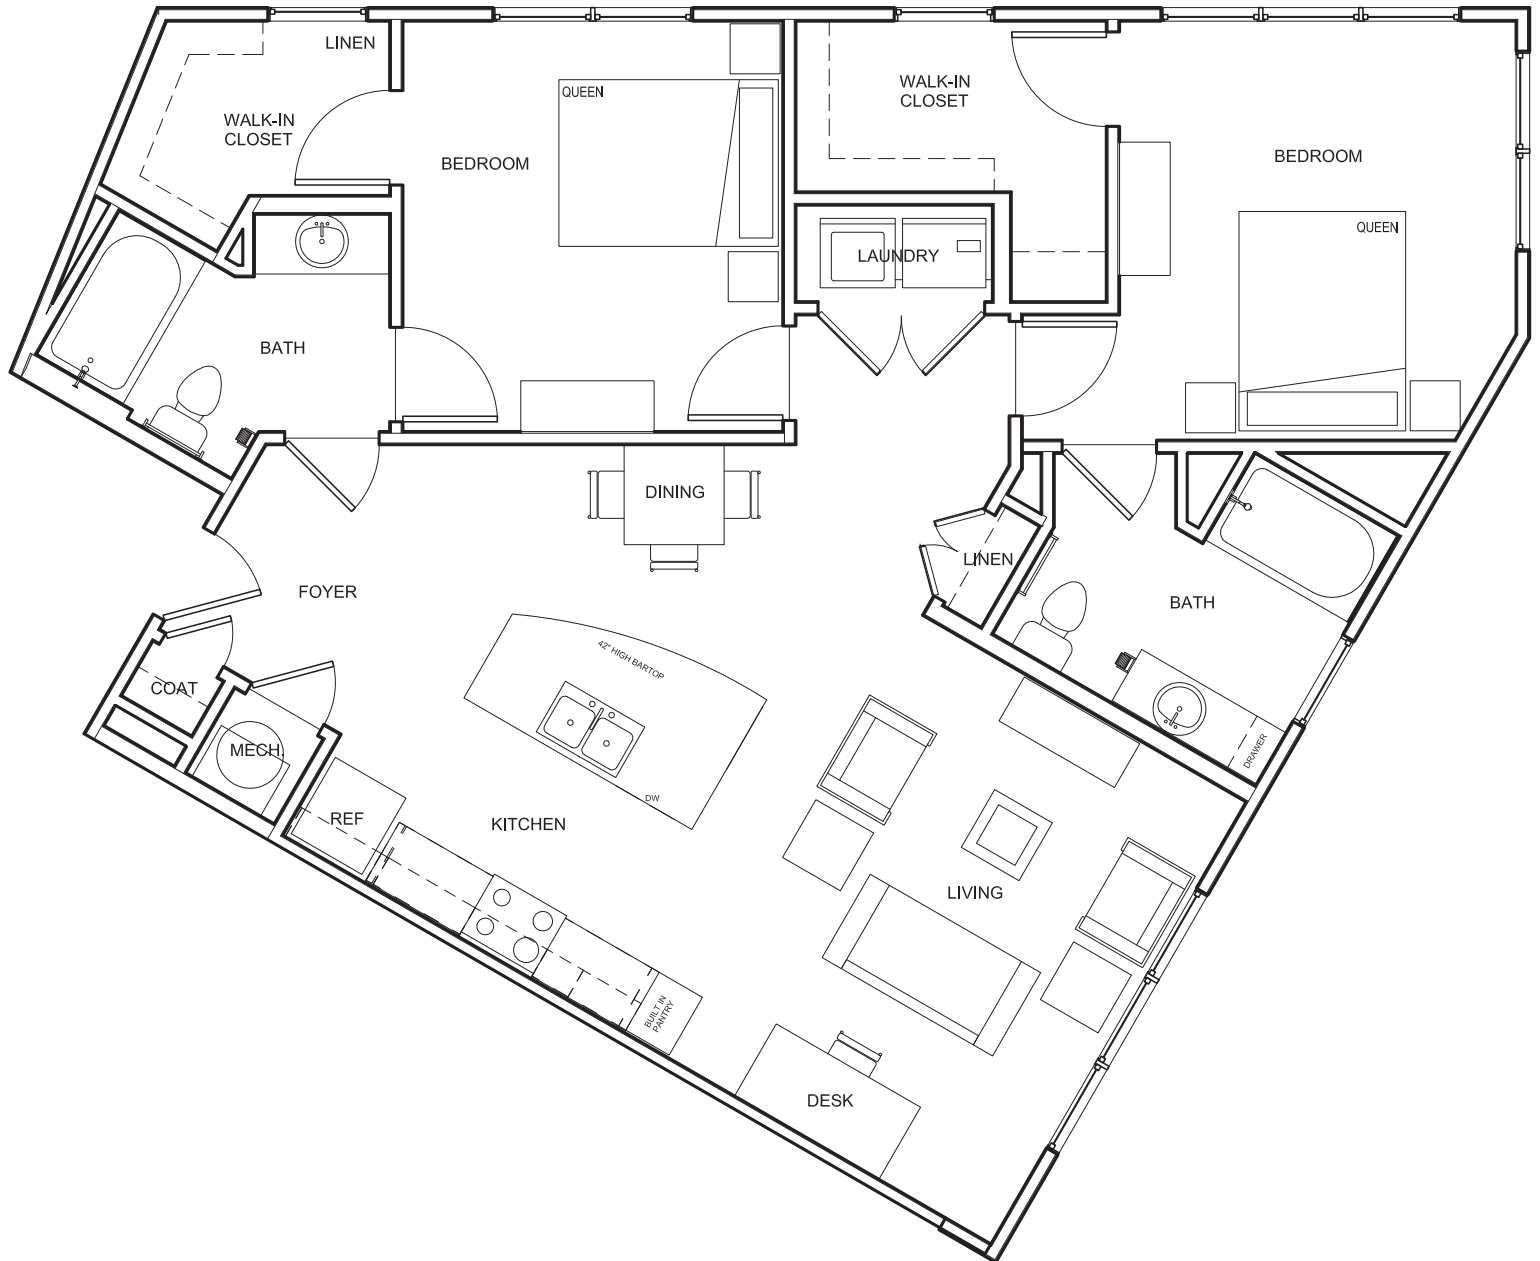 LINEN
WALK-IN
CLOSET
QUEEN
BEDROOM
WALK-IN
CLOSET
BEDROOM
QUEEN
LAUNDRY
BATH
DINING
LINEN
FOYER
BATH
42" HIGH BARTOP
COAT
MECH.
DRAWER
DW
REF
KITCHEN
LIVING
BUILT IN
PANTRY
DESK